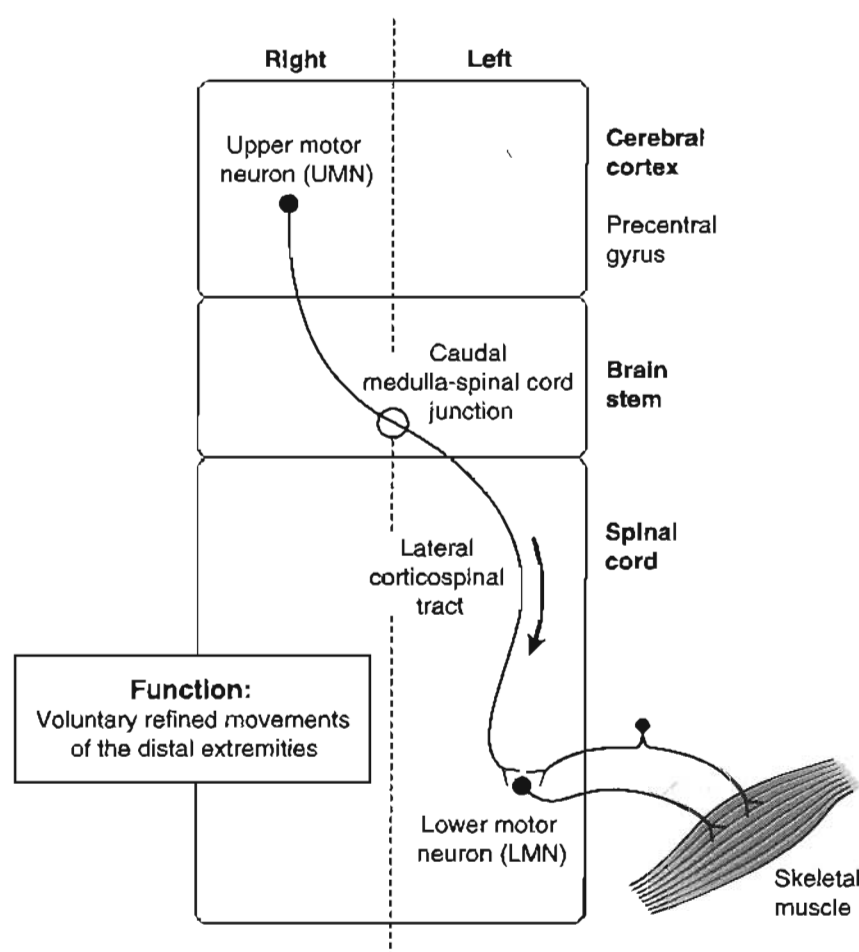 Right
Left
Upper motor
neuron (UMN)
Cerebral
cortex
Precentral
gyrus
Caudal
medulla-spinal cord
junction
Brain
stem
Spinal
cord
Lateral
corticospinal
tract
Function:
Voluntary refined movements
of the distal extremities
Lower motor
neuron (LMN)
Skeletal
muscle